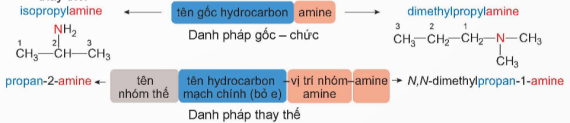 isopropylamine
tên gốc hydrocarbon amine
dimethylpropylamine
Danh pháp gốc – chức
NH₂
1 2 3
CH₃—CH—CH₃
3 2 1
CH₃—CH₂—CH₂—N—CH₃
CH₃
propan-2-amine
tên nhóm thế
tên hydrocarbon mạch chính (bỏ e)
-vị trí nhóm- amine
amine
N,N-dimethylpropan-1-amine
Danh pháp thay thế